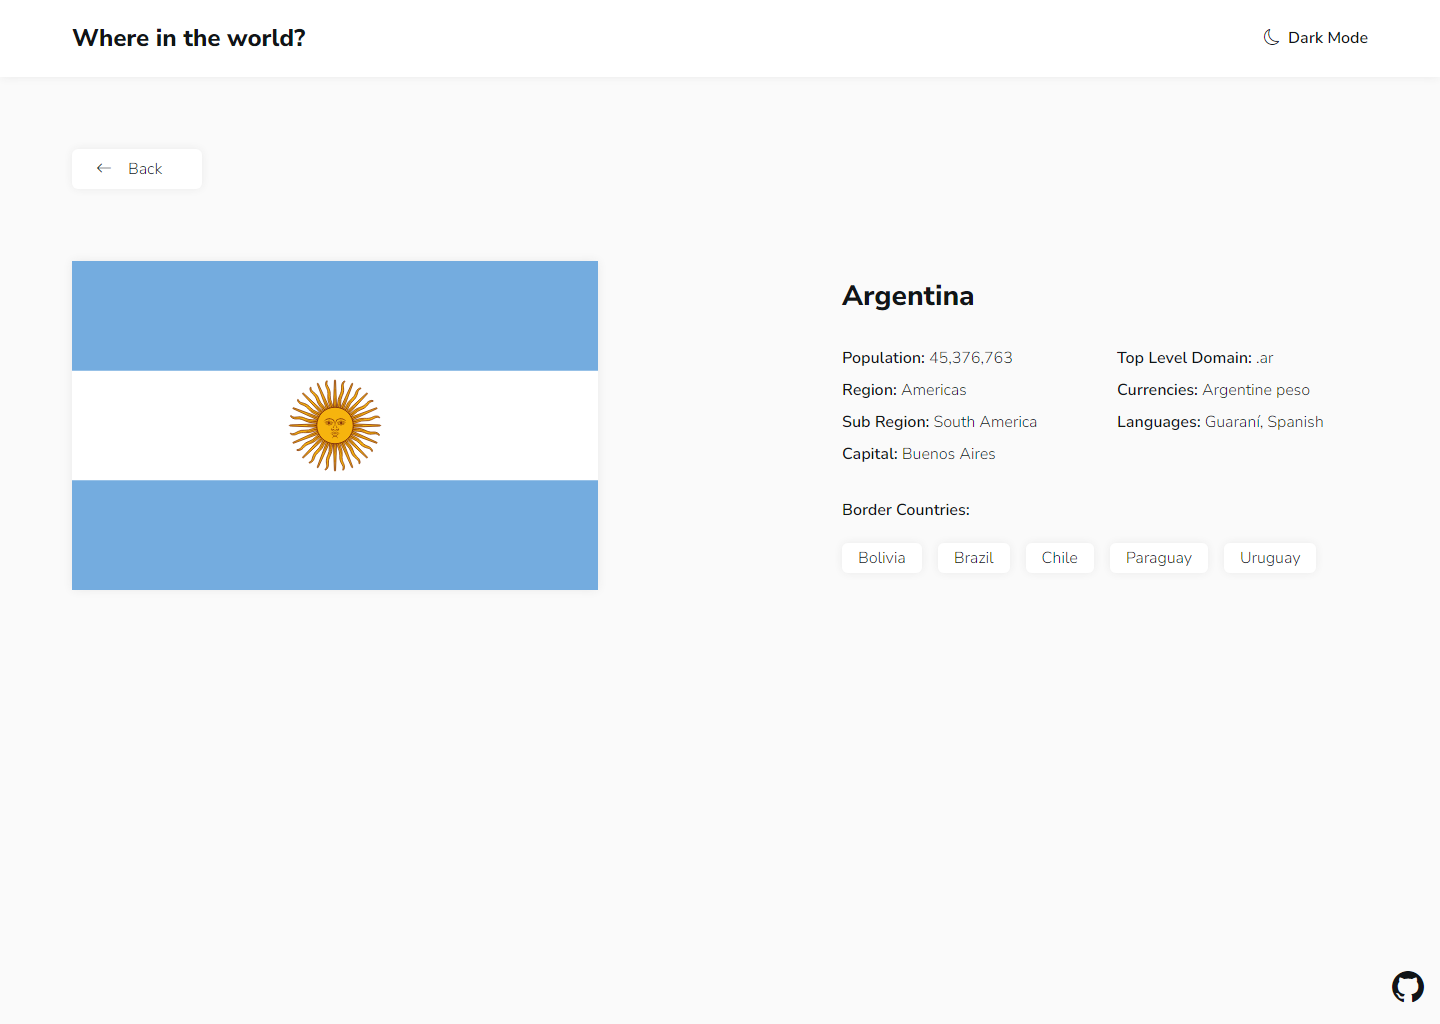 Where in the world?
Dark Mode
Back
Argentina
Population: 45,376,763
Region: Americas
Sub Region: South America
Capital: Buenos Aires
Top Level Domain: .ar
Currencies: Argentine peso
Languages: Guaraní, Spanish
Border Countries:
Bolivia Brazil Chile Paraguay Uruguay